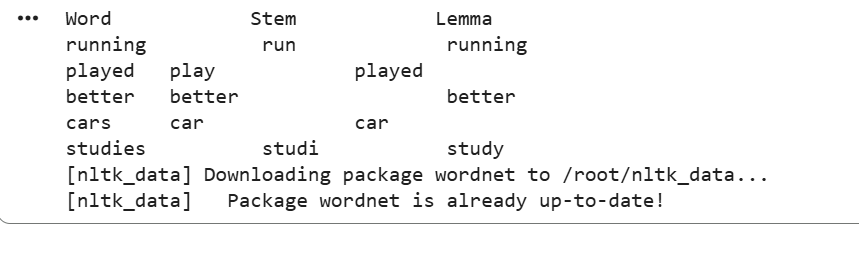 ••• Word Stem Lemma
running run running
played play played
better better better
cars car car
studies studi study
[nltk_data] Downloading package wordnet to /root/nltk_data...
[nltk_data] Package wordnet is already up-to-date!